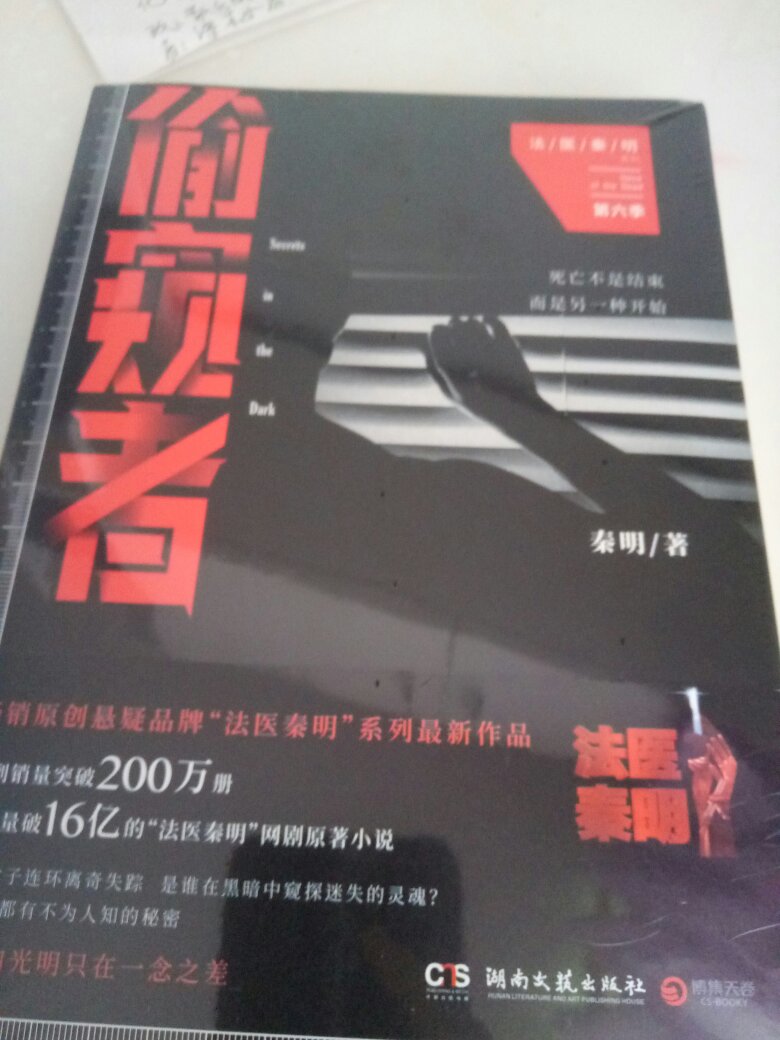 偷窥者
Secrets
in
the
Dark
法/医/秦/明
第六季
死亡不是结束
而是另一种开始
秦明/著
销原创悬疑品牌“法医秦明”系列最新作品
销量突破200万册
量破16亿的“法医秦明”网剧原著小说
法医
秦明
子连环离奇失踪 是谁在黑暗中窥探迷失的灵魂?
都有不为人知的秘密
光明只在一念之差
CTS
湖南文艺出版社
HUNAN LITERATURE AND ART PUBLISHING HOUSE
博集天卷
CS-BOOKY